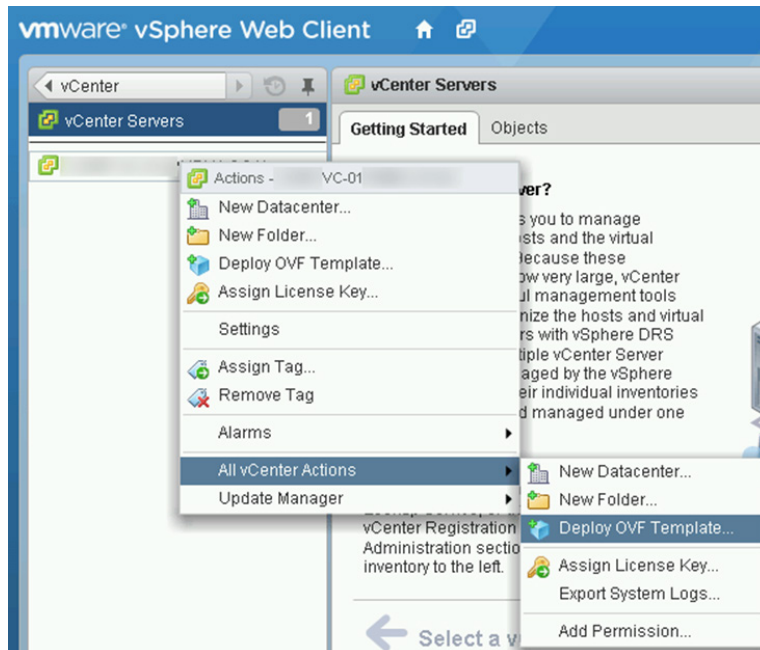 vmware® vSphere Web Client
vCenter
vCenter Servers 1
vCenter Servers
Getting Started Objects
Actions - VC-01
New Datacenter...
New Folder...
Deploy OVF Template...
Assign License Key...
Settings
Assign Tag...
Remove Tag
Alarms
All vCenter Actions
Update Manager
ver?
s you to manage
sts and the virtual
Because these
ow very large, vCenter
ul management tools
nize the hosts and virtual
rs with vSphere DRS
tiple vCenter Server
aged by the vSphere
eir individual inventories
d managed under one
vCenter Registration
Administration sectio
inventory to the left.
Select a v
New Datacenter...
New Folder...
Deploy OVF Template...
Assign License Key...
Export System Logs...
Add Permission...